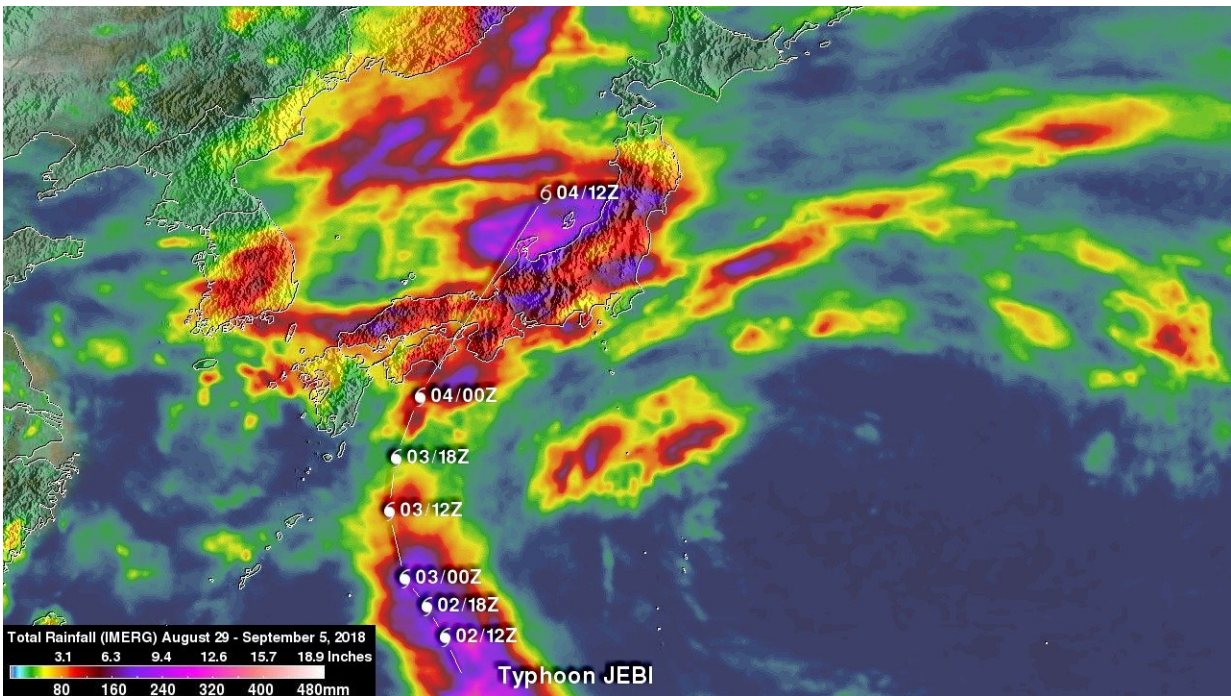 04/12Z
04/00Z
03/18Z
03/12Z
03/00Z
02/18Z
02/12Z
Typhoon JEBI
Total Rainfall (IMERG) August 29 - September 5, 2018
3.1 6.3 9.4 12.6 15.7 18.9 Inches
80 160 240 320 400 480mm